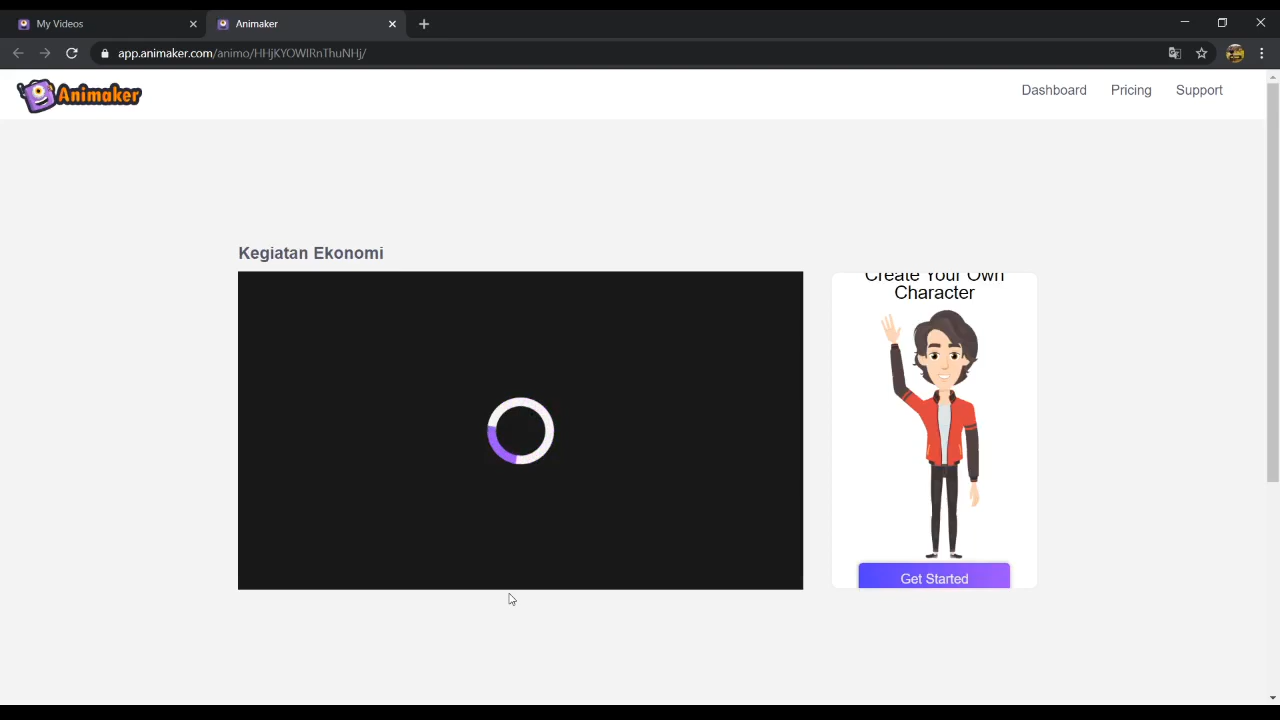 My Videos
Animaker
app.animaker.com/animo/HHjKYOWIRnThuNHj/
Animaker
Dashboard
Pricing
Support
Kegiatan Ekonomi
Create Your Own
Character
Get Started